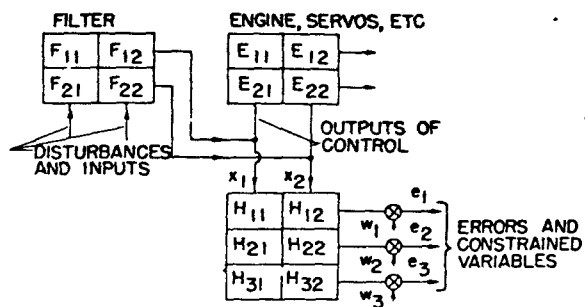 FILTER
ENGINE, SERVOS, ETC
F11 F12
F21 F22
E11 E12
E21 E22
DISTURBANCES
AND INPUTS
OUTPUTS OF
CONTROL
x1 x2
H11 H12
H21 H22
H31 H32
e1
w1 e2
w2 e3
w3
ERRORS AND
CONSTRAINED
VARIABLES